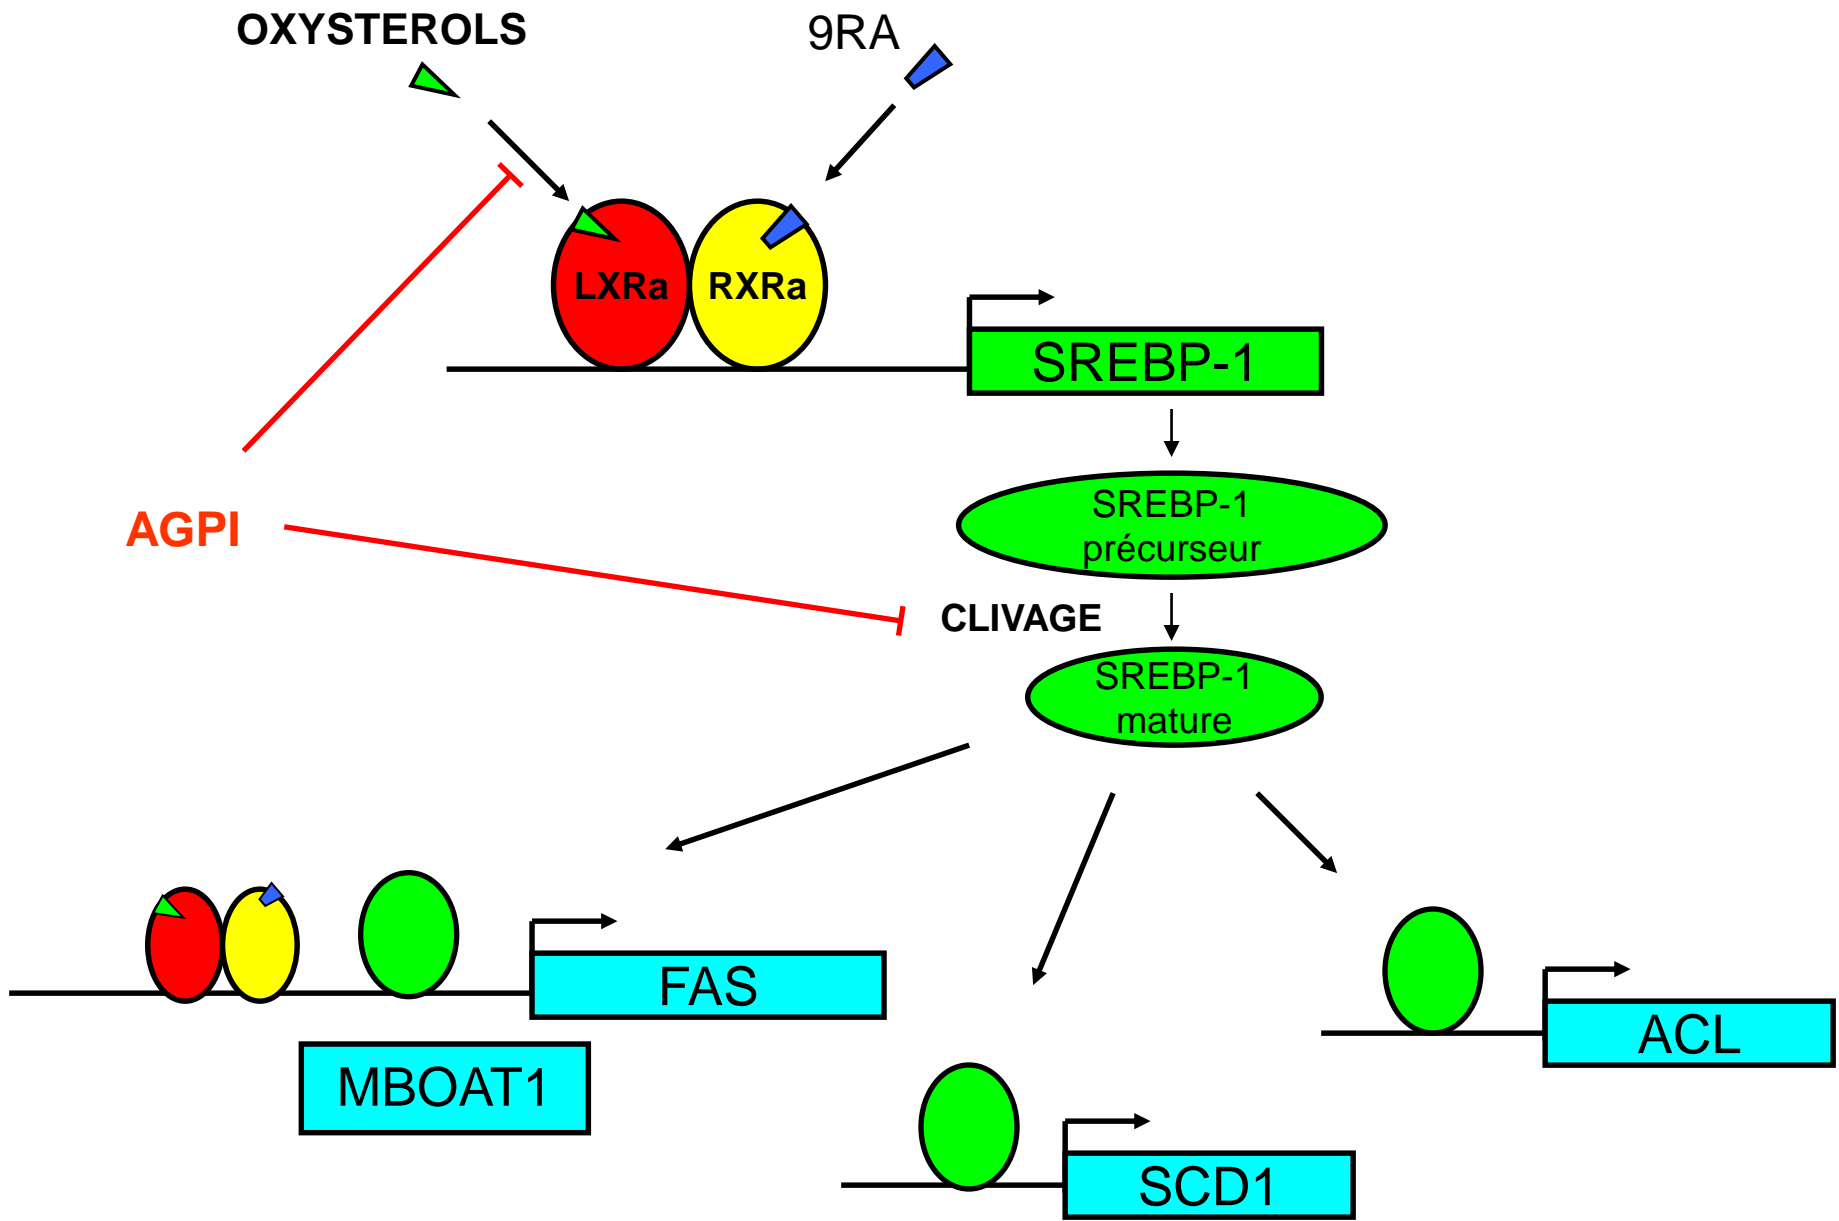 OXYSTEROLS
9RA
LXRa
RXRa
SREBP-1
SREBP-1
précurseur
AGPI
CLIVAGE
SREBP-1
mature
FAS
ACL
MBOAT1
SCD1